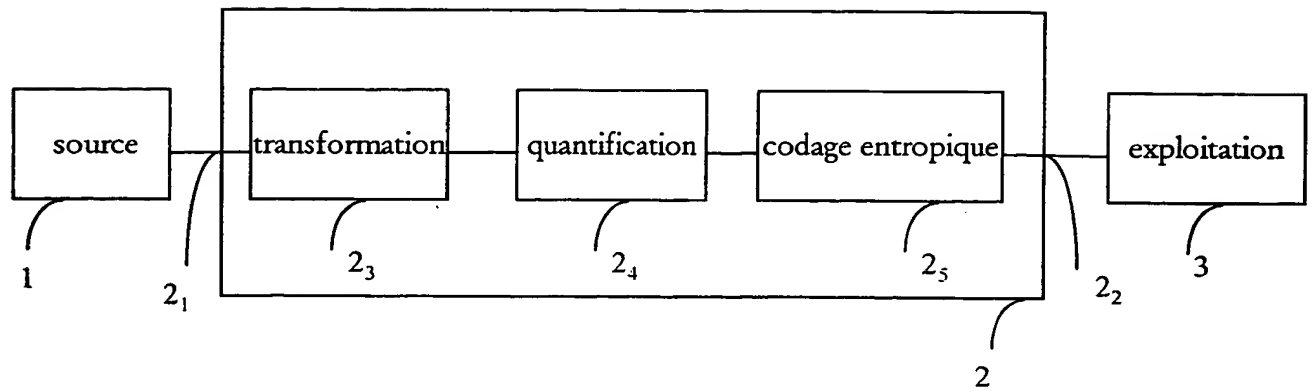 source
transformation
quantification
codage entropique
exploitation
1
2₁
2₃
2₄
2₅
2₂
3
2